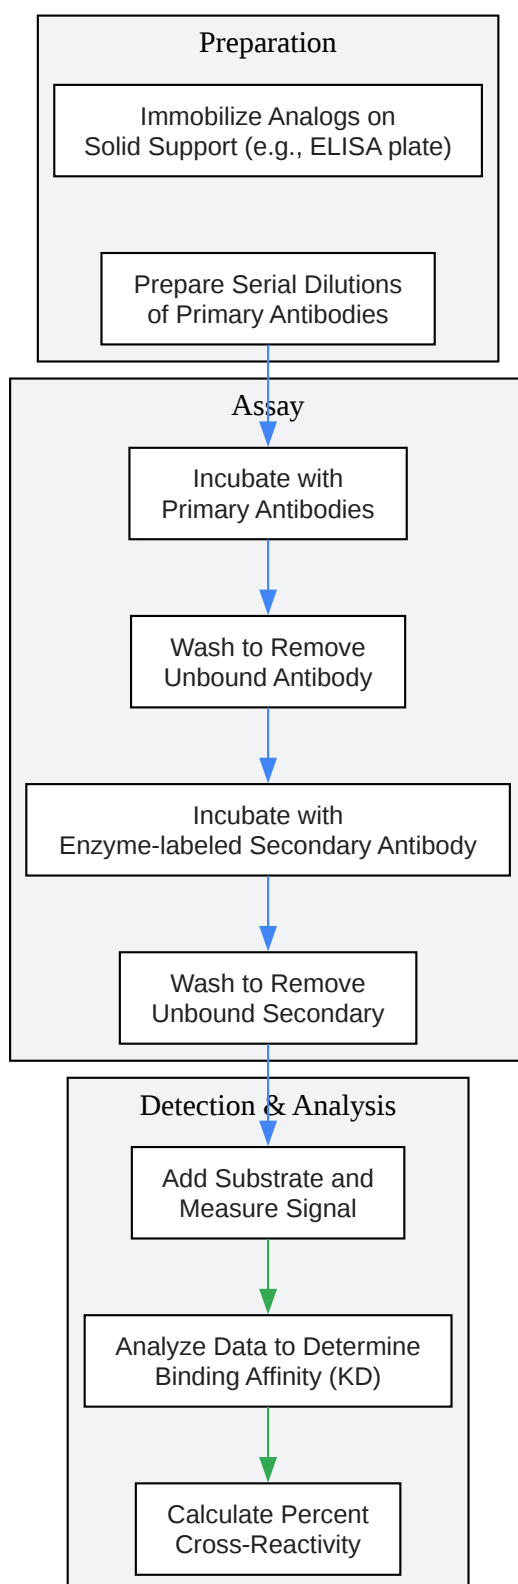 Preparation
Immobilize Analogs on
Solid Support (e.g., ELISA plate)
Prepare Serial Dilutions
of Primary Antibodies
Assay
Incubate with
Primary Antibodies
Wash to Remove
Unbound Antibody
Incubate with
Enzyme-labeled Secondary Antibody
Wash to Remove
Unbound Secondary
Detection & Analysis
Add Substrate and
Measure Signal
Analyze Data to Determine
Binding Affinity (KD)
Calculate Percent
Cross-Reactivity